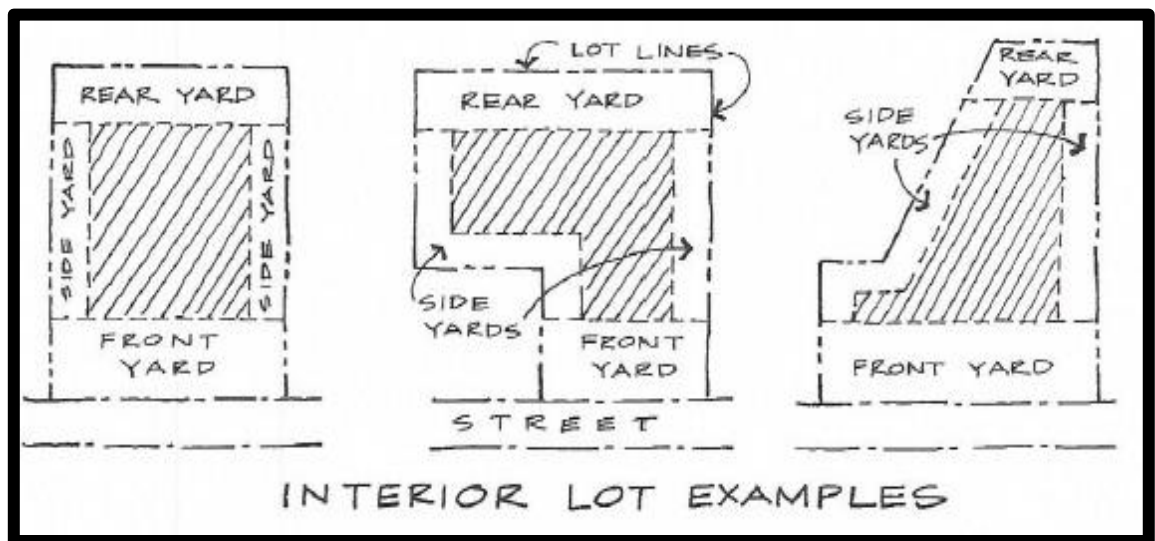 REAR YARD
SIDE YARD
SIDE YARD
FRONT
YARD
LOT LINES
REAR YARD
SIDE
YARDS
FRONT
YARD
STREET
REAR
YARD
SIDE
YARDS
FRONT YARD
INTERIOR LOT EXAMPLES